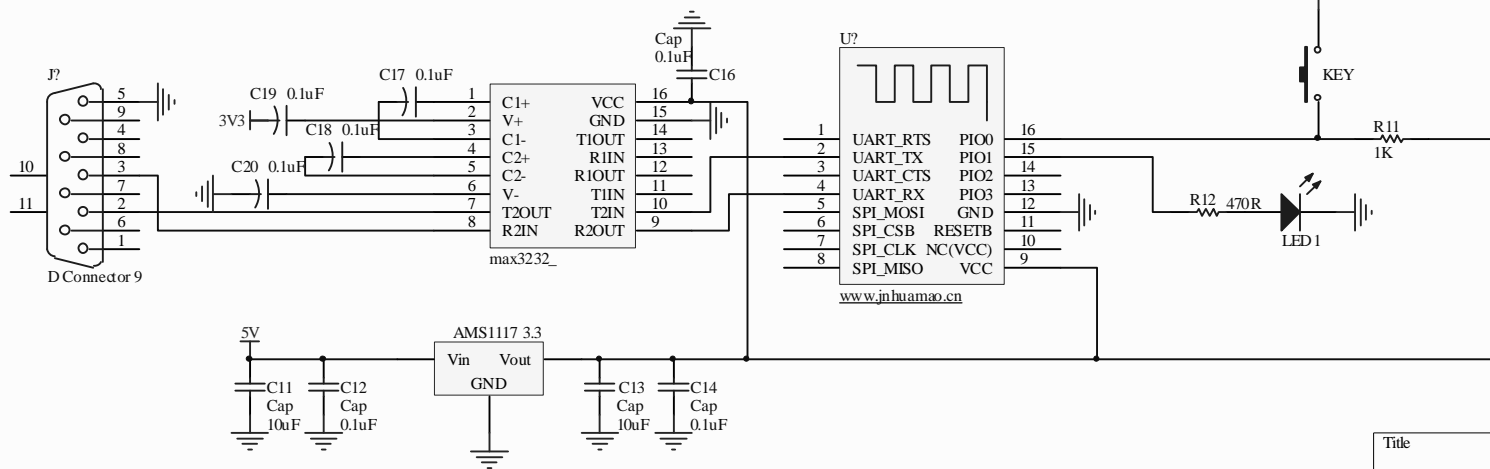 J?
5
9
4
8
3
7
2
6
1
10
11
D Connector 9
C17 0.1uF
C19 0.1uF
3V3
C18 0.1uF
C20 0.1uF
Cap
0.1uF
C16
1 C1+ VCC 16
2 V+ GND 15
3 C1- T1OUT 14
4 C2+ R1IN 13
5 C2- R1OUT 12
6 V- T1IN 11
7 T2OUT T2IN 10
8 R2IN R2OUT 9
max3232_
U?
1 UART_RTS PIO0 16
2 UART_TX PIO1 15
3 UART_CTS PIO2 14
4 UART_RX PIO3 13
5 SPI_MOSI GND 12
6 SPI_CSB RESETB 11
7 SPI_CLK NC(VCC) 10
8 SPI_MISO VCC 9
www.jnhuamao.cn
KEY
R11
1K
R12 470R
LED1
5V
AMS1117 3.3
Vin Vout
GND
C11
Cap
10uF
C12
Cap
0.1uF
C13
Cap
10uF
C14
Cap
0.1uF
Title